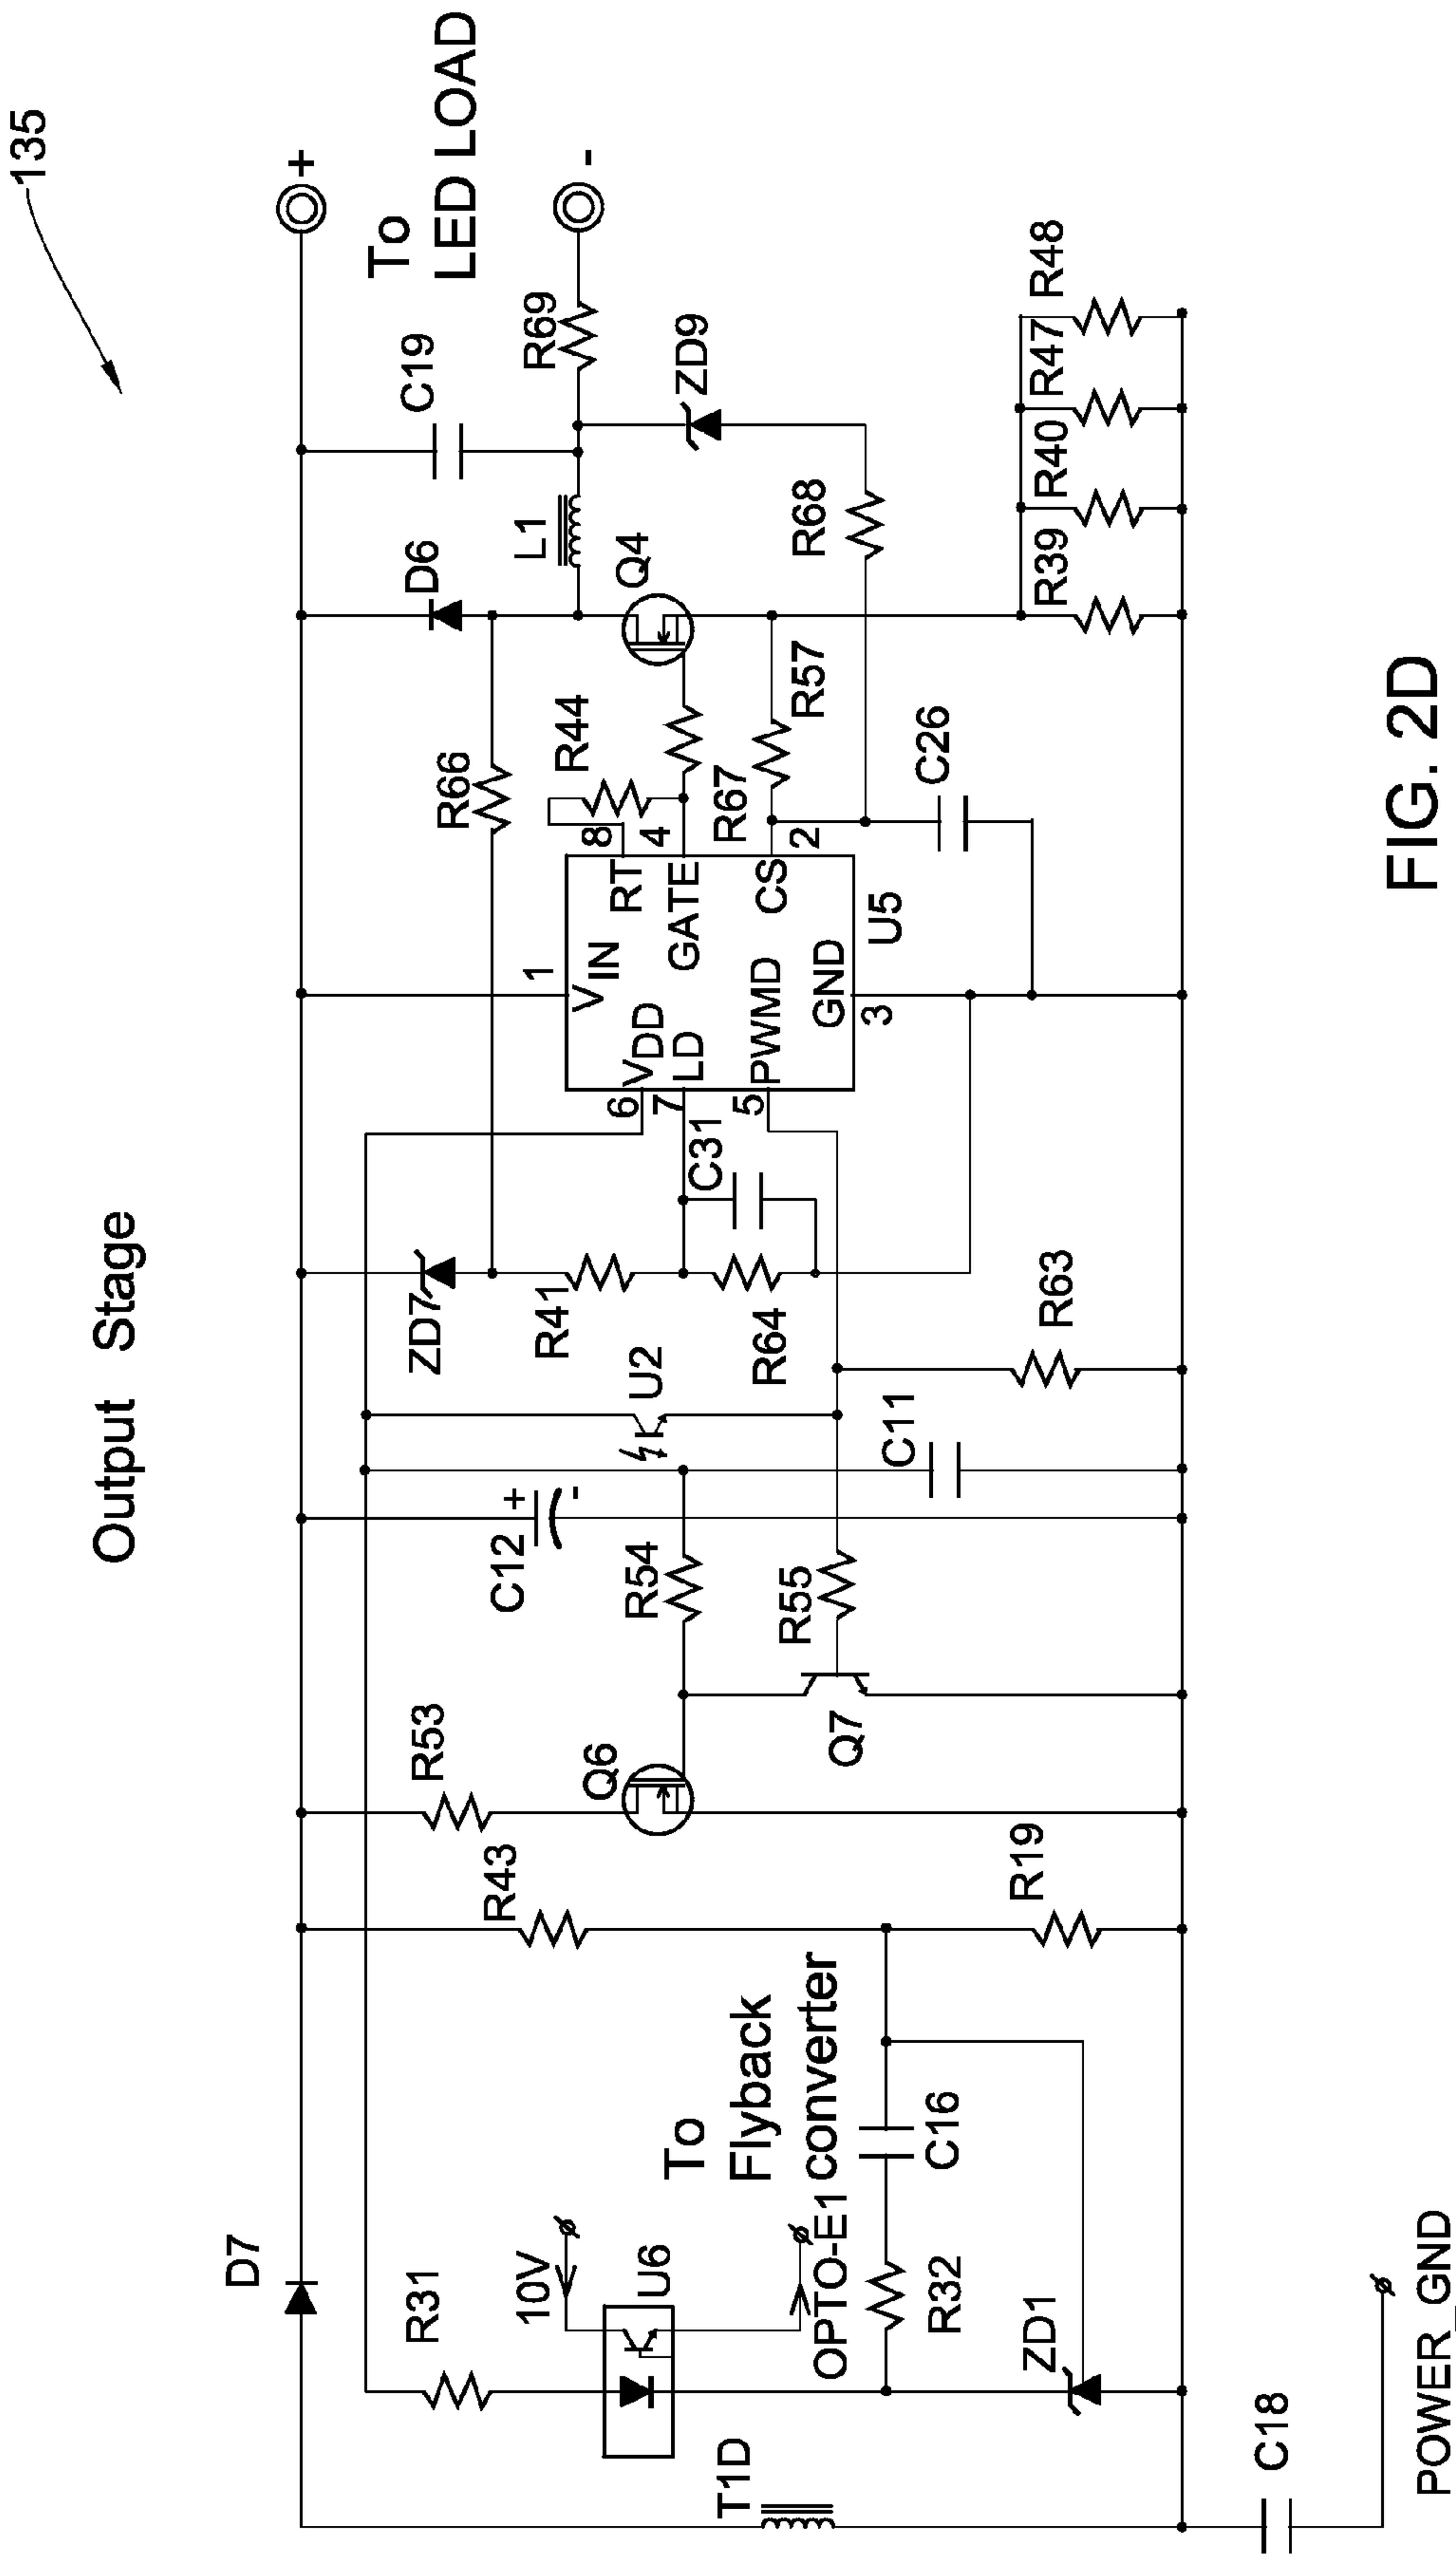 135
Output Stage
D7
+
To
LED LOAD
-
C19
R69
ZD9
D6
L1
Q4
R68
R66
R44
R57
R67
C26
R48
R47
R40
R39
1
V IN
8
RT
4
GATE
2
CS
6
VDD
7
LD
5
PWMD
3
GND
U5
C31
ZD7
R41
R64
U2
R63
C11
C12
+
-
R54
R55
R53
Q6
Q7
R43
R19
R31
10V
U6
To
Flyback
converter
OPTO-E1
C16
R32
ZD1
T1D
C18
POWER_GND
FIG. 2D